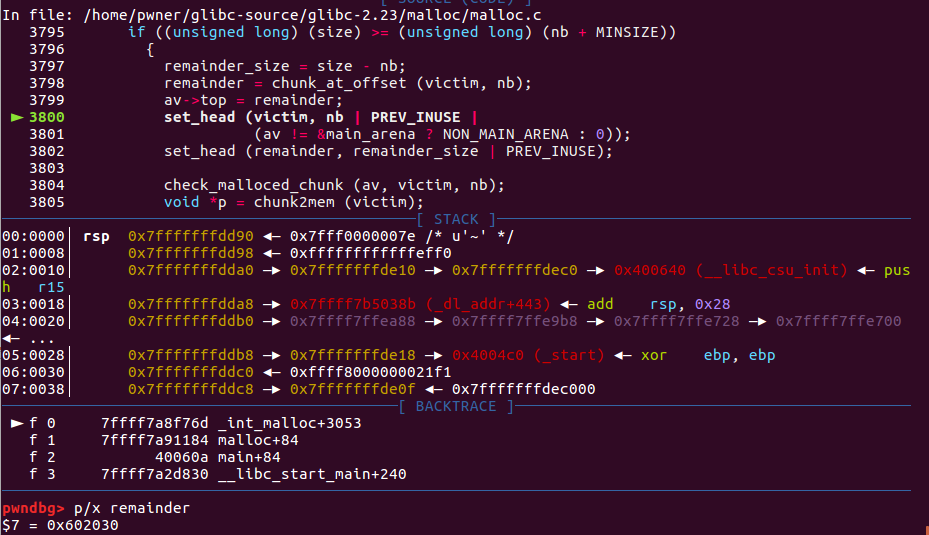 [ SOURCE (CODE) ]
In file: /home/pwner/glibc-source/glibc-2.23/malloc/malloc.c
3795 if ((unsigned long) (size) >= (unsigned long) (nb + MINSIZE))
3796 {
3797 remainder_size = size - nb;
3798 remainder = chunk_at_offset (victim, nb);
3799 av->top = remainder;
► 3800 set_head (victim, nb | PREV_INUSE |
3801 (av != &main_arena ? NON_MAIN_ARENA : 0));
3802 set_head (remainder, remainder_size | PREV_INUSE);
3803
3804 check_malloced_chunk (av, victim, nb);
3805 void *p = chunk2mem (victim);
[ STACK ]
00:0000│ rsp 0x7fffffffdd90 ◂— 0x7fff0000007e /* u'~' */
01:0008│ 0x7fffffffdd98 ◂— 0xffffffffffffeff0
02:0010│ 0x7fffffffdda0 —▸ 0x7fffffffde10 —▸ 0x7fffffffdec0 —▸ 0x400640 (__libc_csu_init) ◂— pus
h r15
03:0018│ 0x7fffffffdda8 —▸ 0x7ffff7b5038b (_dl_addr+443) ◂— add rsp, 0x28
04:0020│ 0x7fffffffddb0 —▸ 0x7ffff7ffea88 —▸ 0x7ffff7ffe9b8 —▸ 0x7ffff7ffe728 —▸ 0x7ffff7ffe700
◂— ...
05:0028│ 0x7fffffffddb8 —▸ 0x7fffffffde18 —▸ 0x4004c0 (_start) ◂— xor ebp, ebp
06:0030│ 0x7fffffffddc0 ◂— 0xffff8000000021f1
07:0038│ 0x7fffffffddc8 —▸ 0x7fffffffde0f ◂— 0x7fffffffdec000
[ BACKTRACE ]
► f 0 7ffff7a8f76d _int_malloc+3053
f 1 7ffff7a91184 malloc+84
f 2 40060a main+84
f 3 7ffff7a2d830 __libc_start_main+240
pwndbg> p/x remainder
$7 = 0x602030